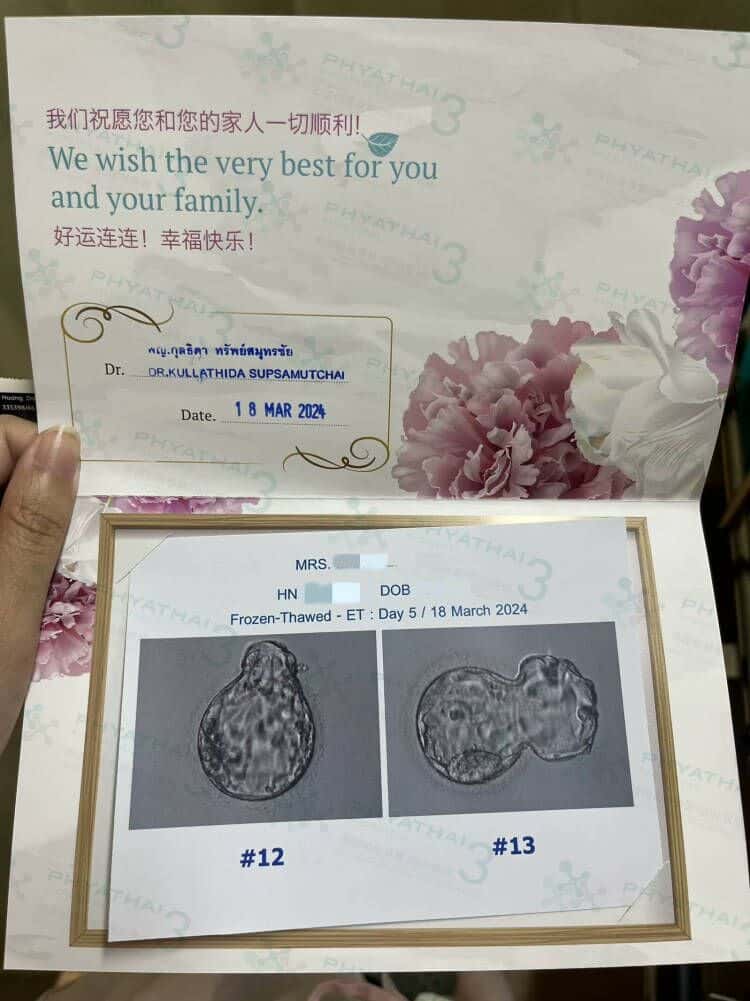 我们祝愿您和您的家人一切顺利!
We wish the very best for you
and your family.
好运连连！幸福快乐！
พญ.กุลธิดา ทรัพย์สมุทรชัย
Dr. DR.KULLATHIDA SUPSAMUTCHAI
Date. 18 MAR 2024
MRS.
HN DOB
Frozen-Thawed - ET : Day 5 / 18 March 2024
#12 #13
PHYATHAI 3